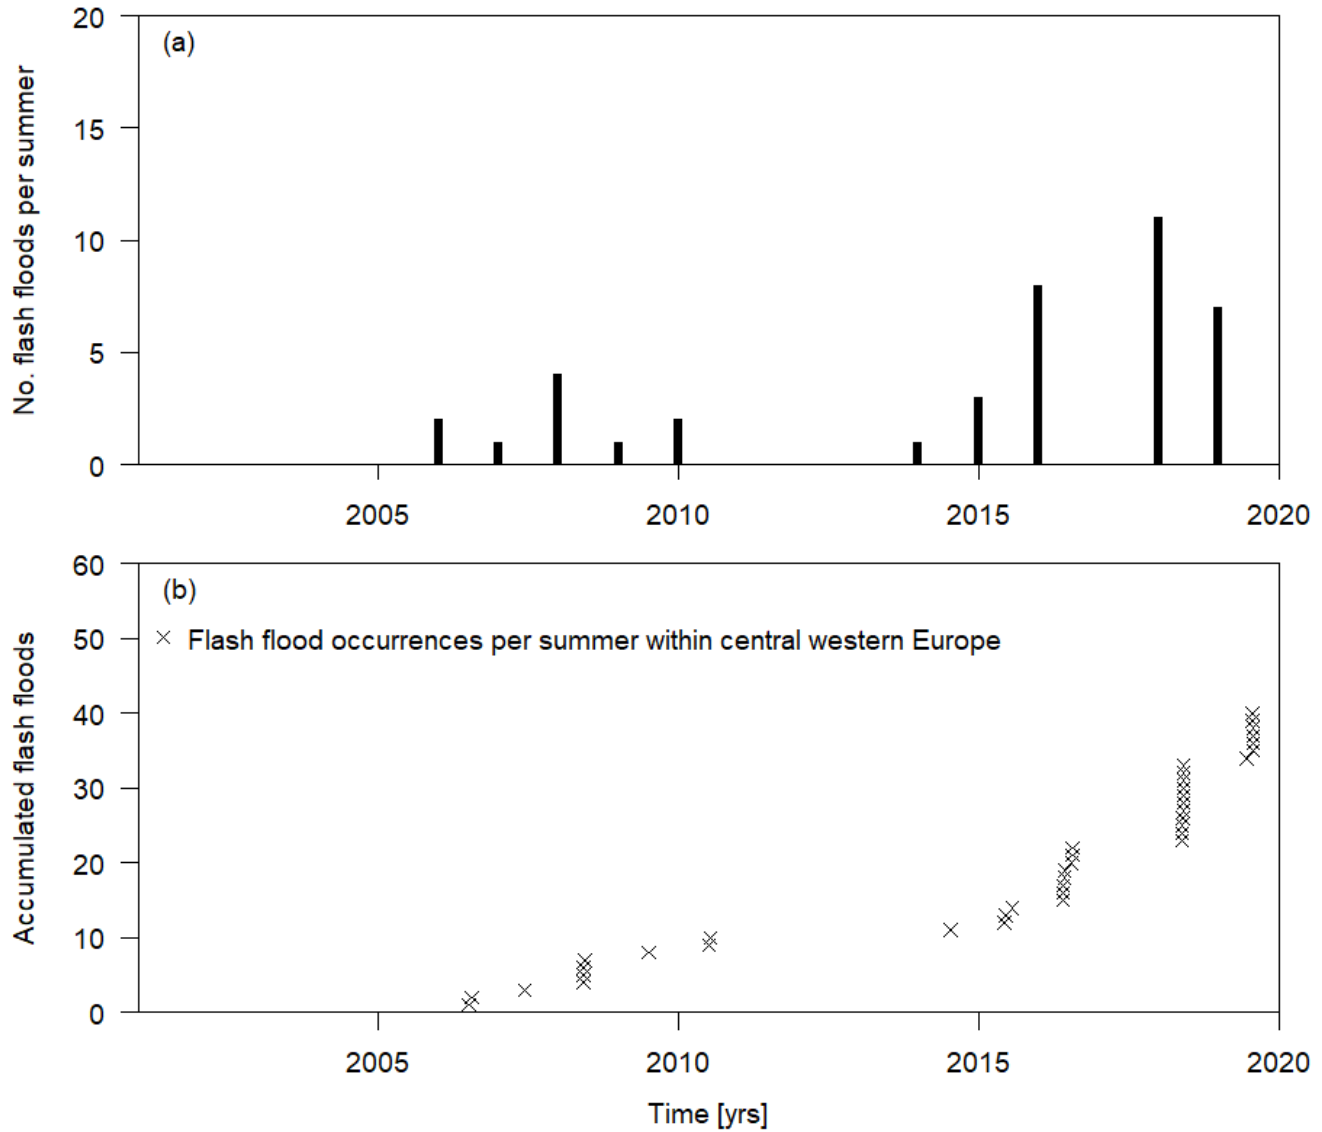 (a)
No. flash floods per summer
20
15
10
5
0
2005 2010 2015 2020
(b)
Flash flood occurrences per summer within central western Europe
Accumulated flash floods
60
50
40
30
20
10
0
2005 2010 2015 2020
Time [yrs]